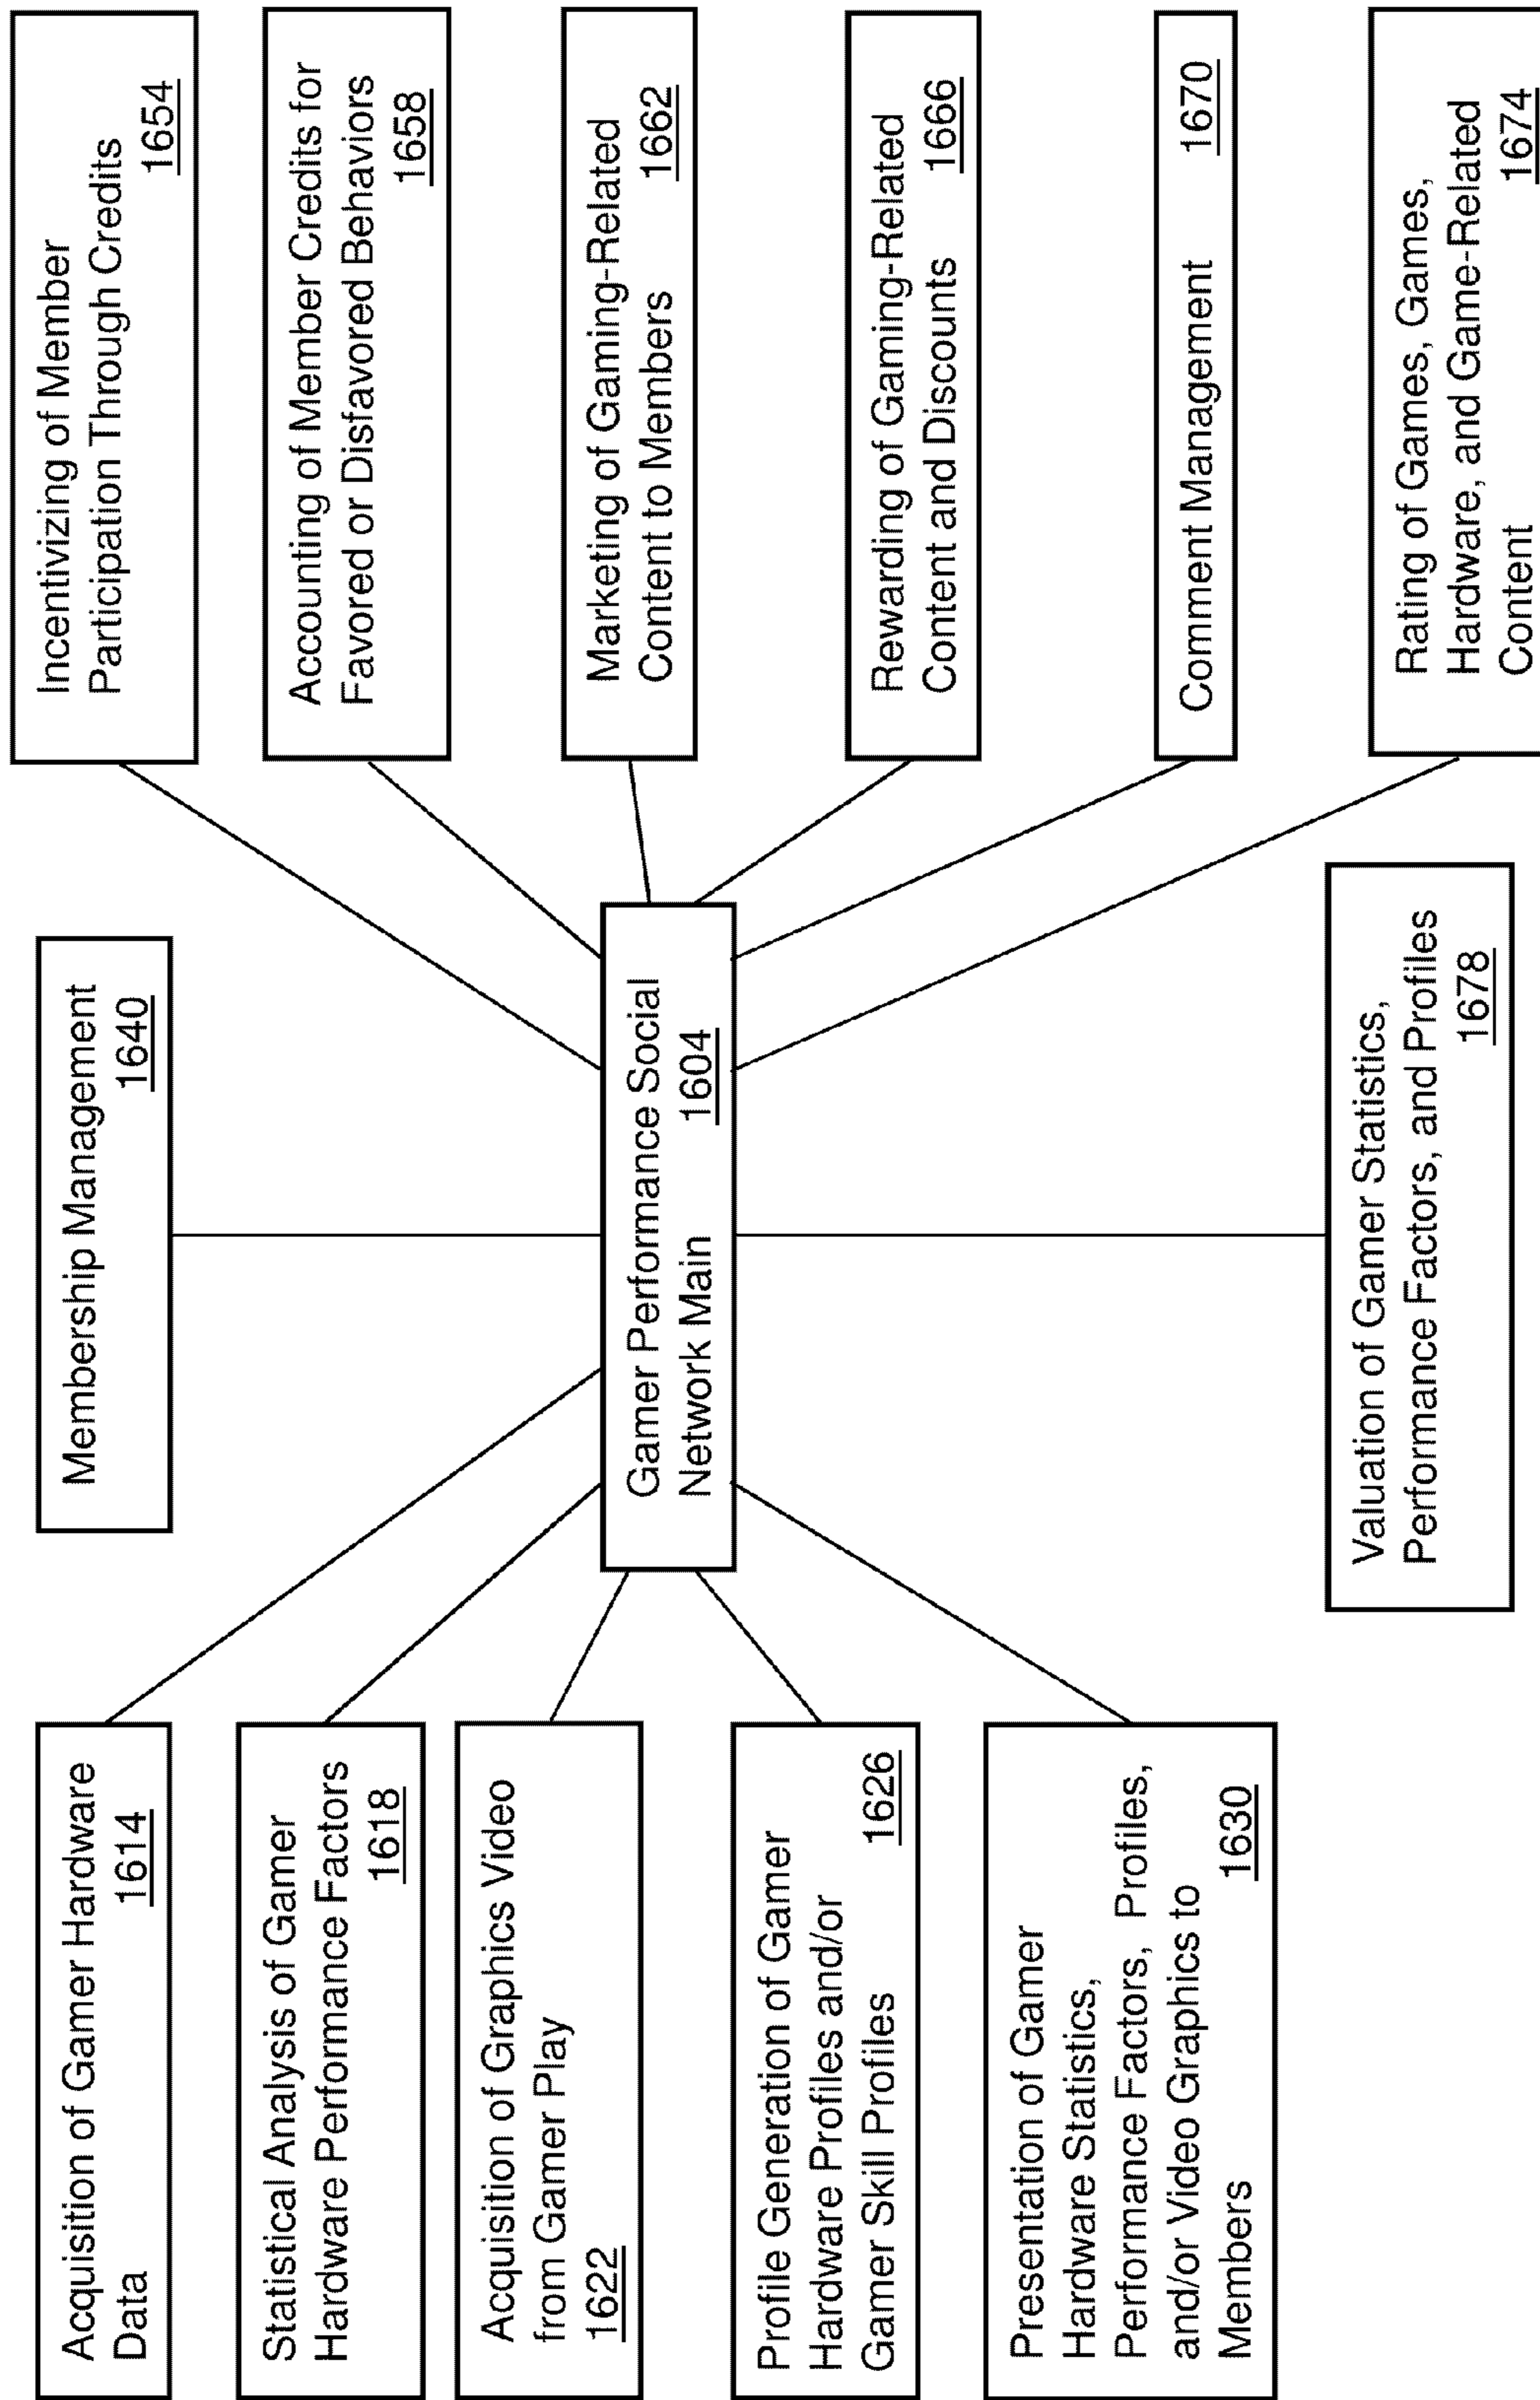 Acquisition of Gamer Hardware
Data 1614
Statistical Analysis of Gamer
Hardware Performance Factors
1618
Acquisition of Graphics Video
from Gamer Play
1622
Profile Generation of Gamer
Hardware Profiles and/or
Gamer Skill Profiles 1626
Presentation of Gamer
Hardware Statistics,
Performance Factors, Profiles,
and/or Video Graphics to
Members 1630
Membership Management
1640
Gamer Performance Social
Network Main 1604
Valuation of Gamer Statistics,
Performance Factors, and Profiles
1678
Incentivizing of Member
Participation Through Credits
1654
Accounting of Member Credits for
Favored or Disfavored Behaviors
1658
Marketing of Gaming-Related
Content to Members 1662
Rewarding of Gaming-Related
Content and Discounts 1666
Comment Management 1670
Rating of Games, Games,
Hardware, and Game-Related
Content 1674